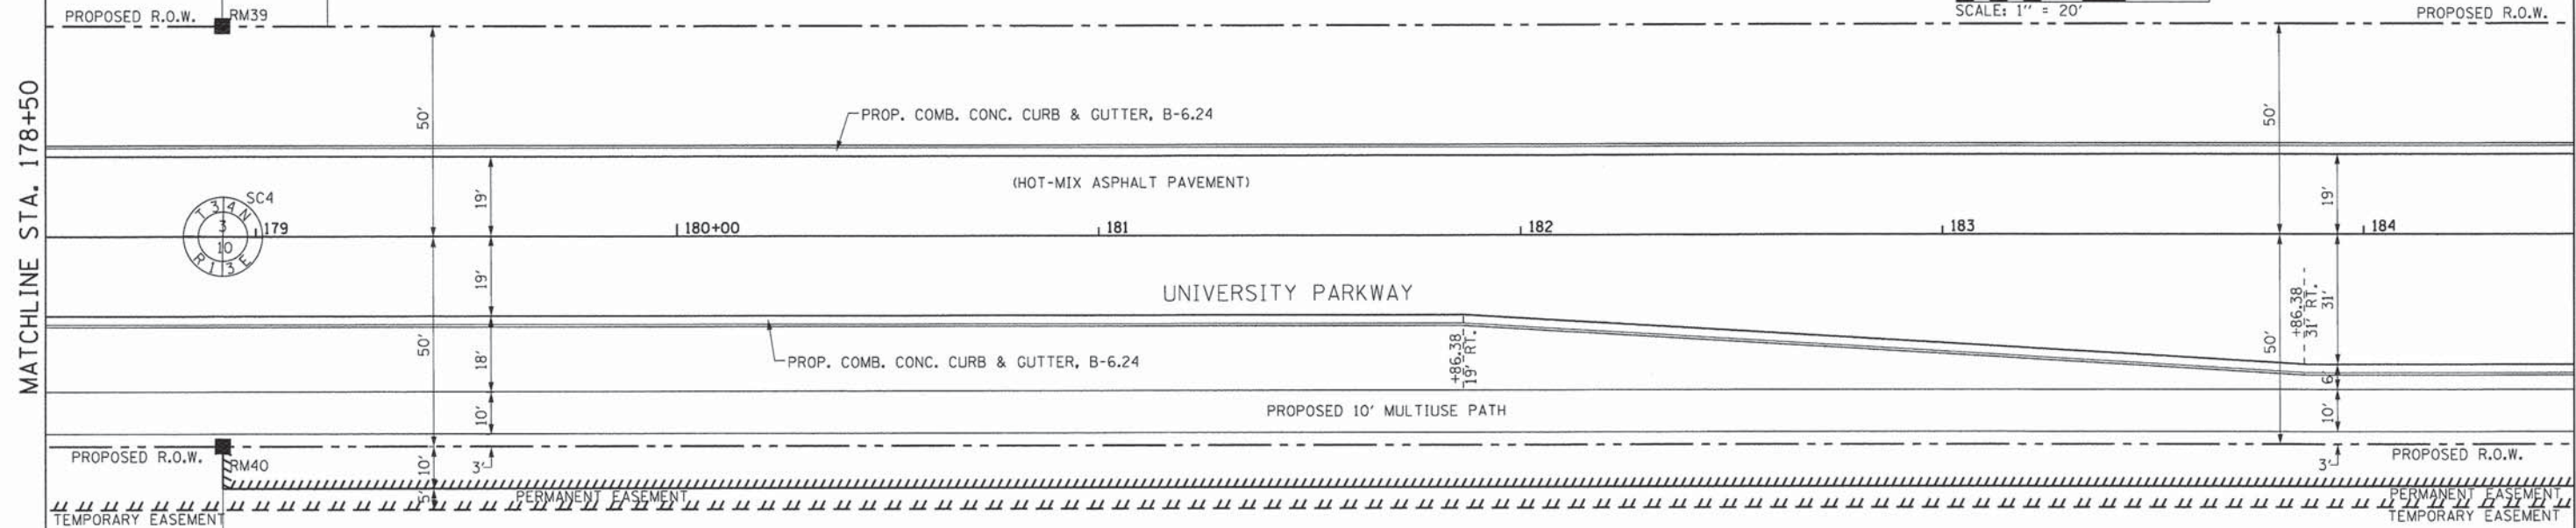 PROPOSED R.O.W.
RM39
SCALE: 1" = 20'
PROPOSED R.O.W.
MATCHLINE STA. 178+50
50'
PROP. COMB. CONC. CURB & GUTTER, B-6.24
50'
(HOT-MIX ASPHALT PAVEMENT)
19'
19'
SC4
T34N
3
10
R13E
179
180+00
181
182
183
184
19'
UNIVERSITY PARKWAY
+86.38
31' RT.
31'
50'
18'
PROP. COMB. CONC. CURB & GUTTER, B-6.24
+86.38
19' RT.
50'
6'
10'
PROPOSED 10' MULTIUSE PATH
10'
PROPOSED R.O.W.
RM40
10'
3'
PROPOSED R.O.W.
3'
5'
PERMANENT EASEMENT
PERMANENT EASEMENT
TEMPORARY EASEMENT
TEMPORARY EASEMENT